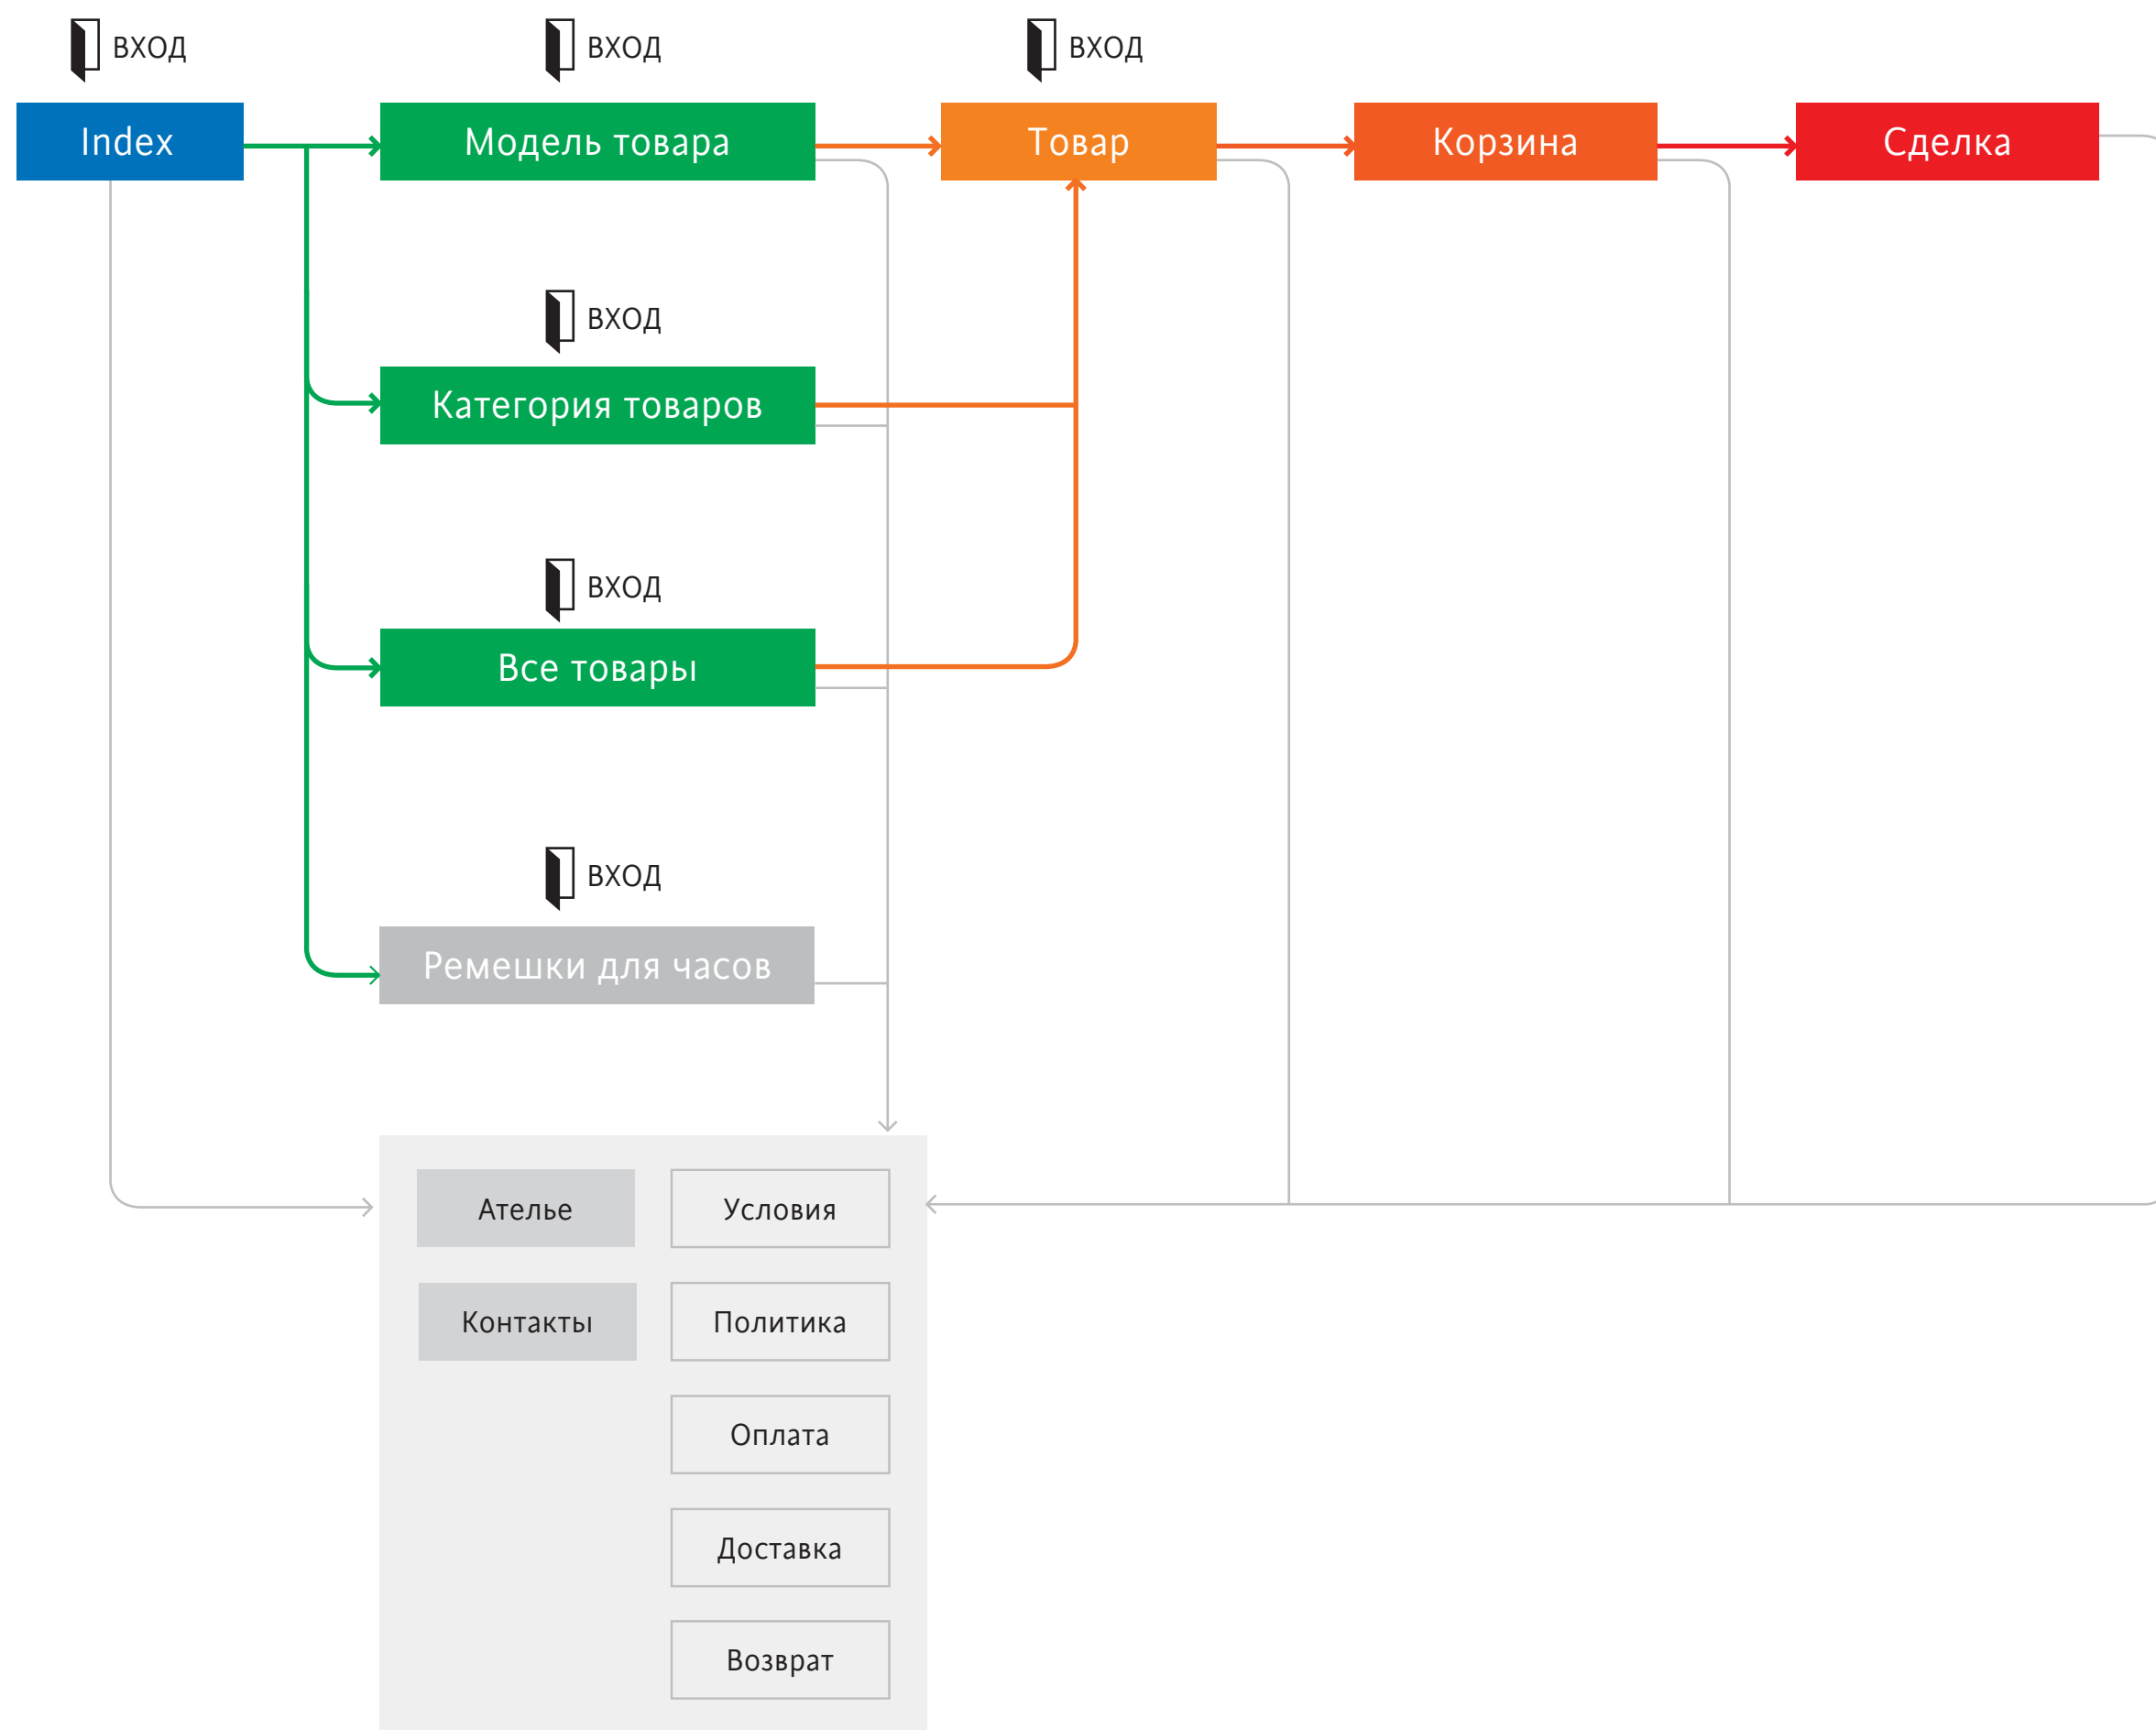 вход
вход
вход
Index
Модель товара
Товар
Корзина
Сделка
вход
Категория товаров
вход
Все товары
вход
Ремешки для часов
Ателье
Условия
Контакты
Политика
Оплата
Доставка
Возврат